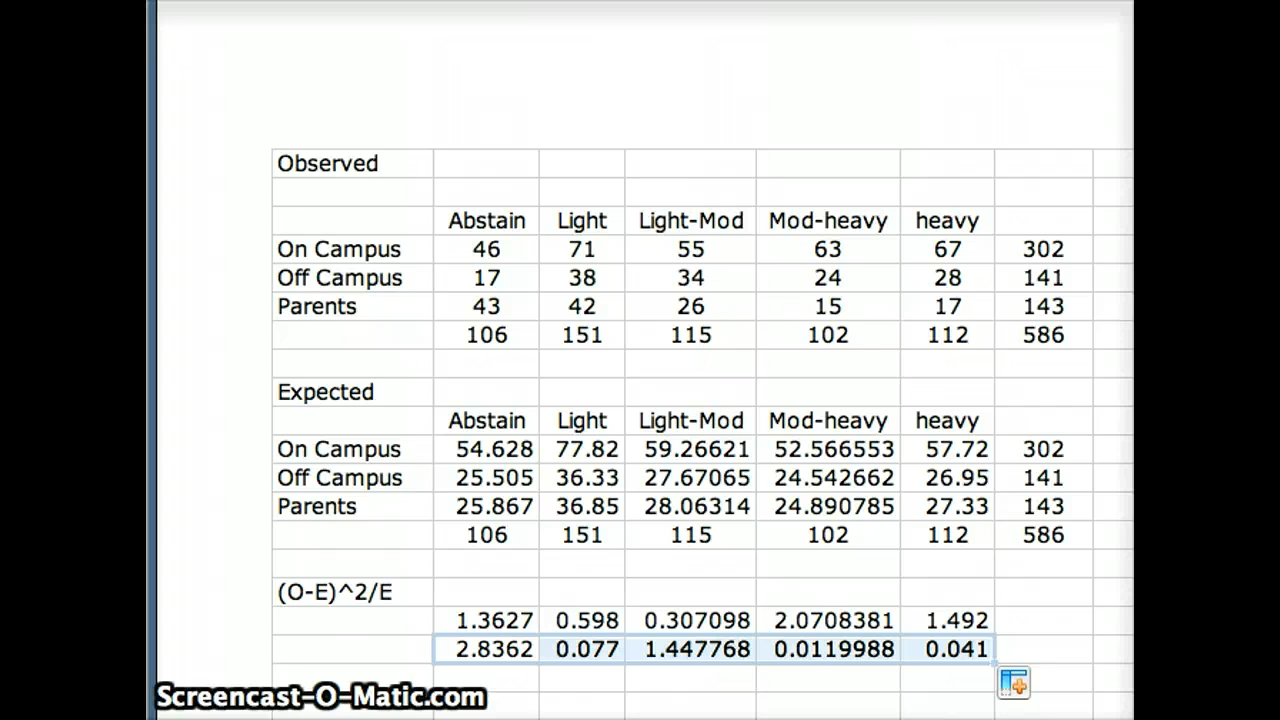 Observed
Abstain Light Light-Mod Mod-heavy heavy
On Campus 46 71 55 63 67 302
Off Campus 17 38 34 24 28 141
Parents 43 42 26 15 17 143
106 151 115 102 112 586
Expected
Abstain Light Light-Mod Mod-heavy heavy
On Campus 54.628 77.82 59.26621 52.566553 57.72 302
Off Campus 25.505 36.33 27.67065 24.542662 26.95 141
Parents 25.867 36.85 28.06314 24.890785 27.33 143
106 151 115 102 112 586
(O-E)^2/E
1.3627 0.598 0.307098 2.0708381 1.492
2.8362 0.077 1.447768 0.0119988 0.041
Screencast-O-Matic.com